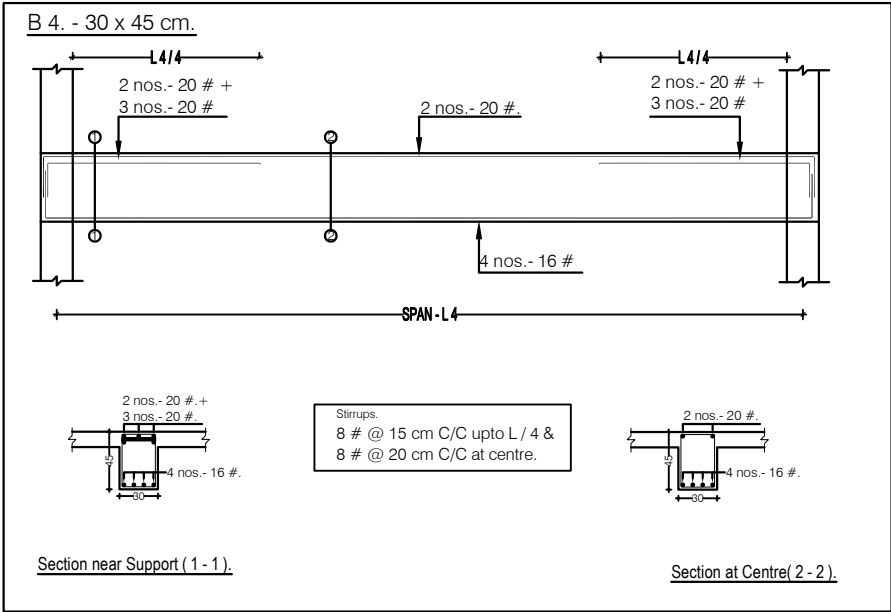 B 4. - 30 x 45 cm.
L 4 / 4
L 4 / 4
2 nos.- 20 # +
3 nos.- 20 #
2 nos.- 20 #.
2 nos.- 20 # +
3 nos.- 20 #
1
2
1
2
4 nos.- 16 #
SPAN - L 4
2 nos.- 20 #.+
3 nos.- 20 #.
45
4 nos.- 16 #.
30
Stirrups.
8 # @ 15 cm C/C upto L / 4 &
8 # @ 20 cm C/C at centre.
2 nos.- 20 #.
45
4 nos.- 16 #.
30
Section near Support ( 1 - 1 ).
Section at Centre( 2 - 2 ).